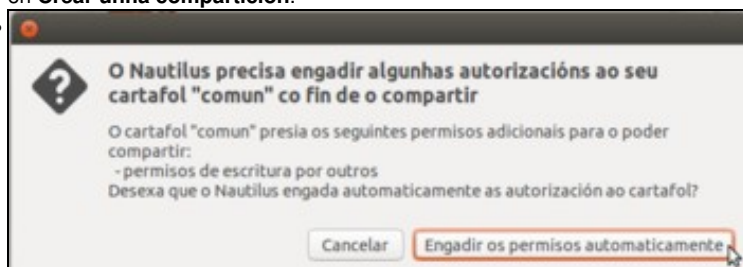 en Crear unha compartición.
O Nautilus precisa engadir algunhas autorizacións ao seu
cartafol "comun" co fin de o compartir
O cartafol "comun" presia os seguintes permisos adicionais para o poder
compartir:
- permisos de escritura por outros
Desexa que o Nautilus engada automaticamente as autorización ao cartafol?
Cancelar
Engadir os permisos automaticamente